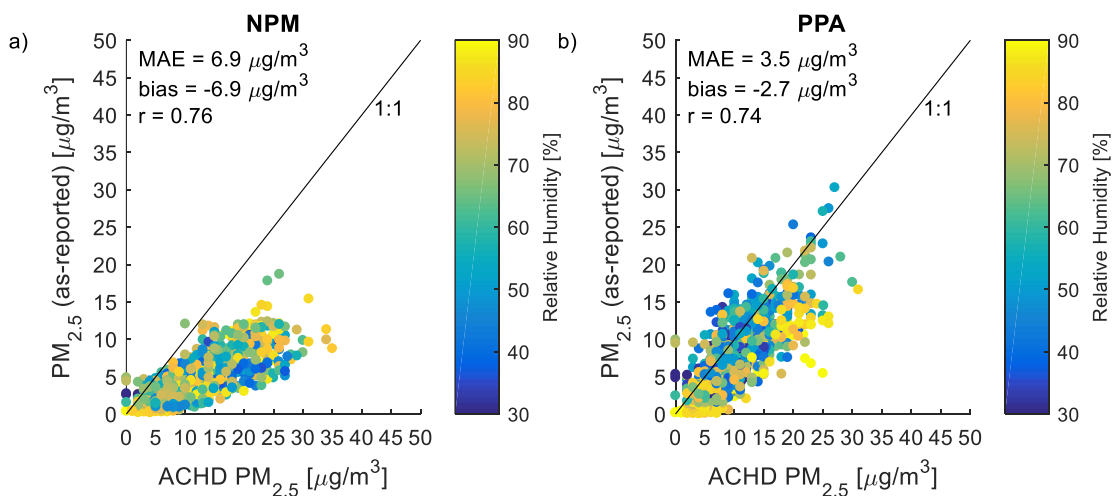 NPM
a)
MAE = 6.9 μg/m³
bias = -6.9 μg/m³
r = 0.76
1:1
PM₂.₅ (as-reported) [μg/m³]
50
45
40
35
30
25
20
15
10
5
0
0 5 10 15 20 25 30 35 40 45 50
ACHD PM₂.₅ [μg/m³]
90
80
70
60
50
40
30
Relative Humidity [%]
PPA
b)
MAE = 3.5 μg/m³
bias = -2.7 μg/m³
r = 0.74
1:1
PM₂.₅ (as-reported) [μg/m³]
50
45
40
35
30
25
20
15
10
5
0
0 5 10 15 20 25 30 35 40 45 50
ACHD PM₂.₅ [μg/m³]
90
80
70
60
50
40
30
Relative Humidity [%]